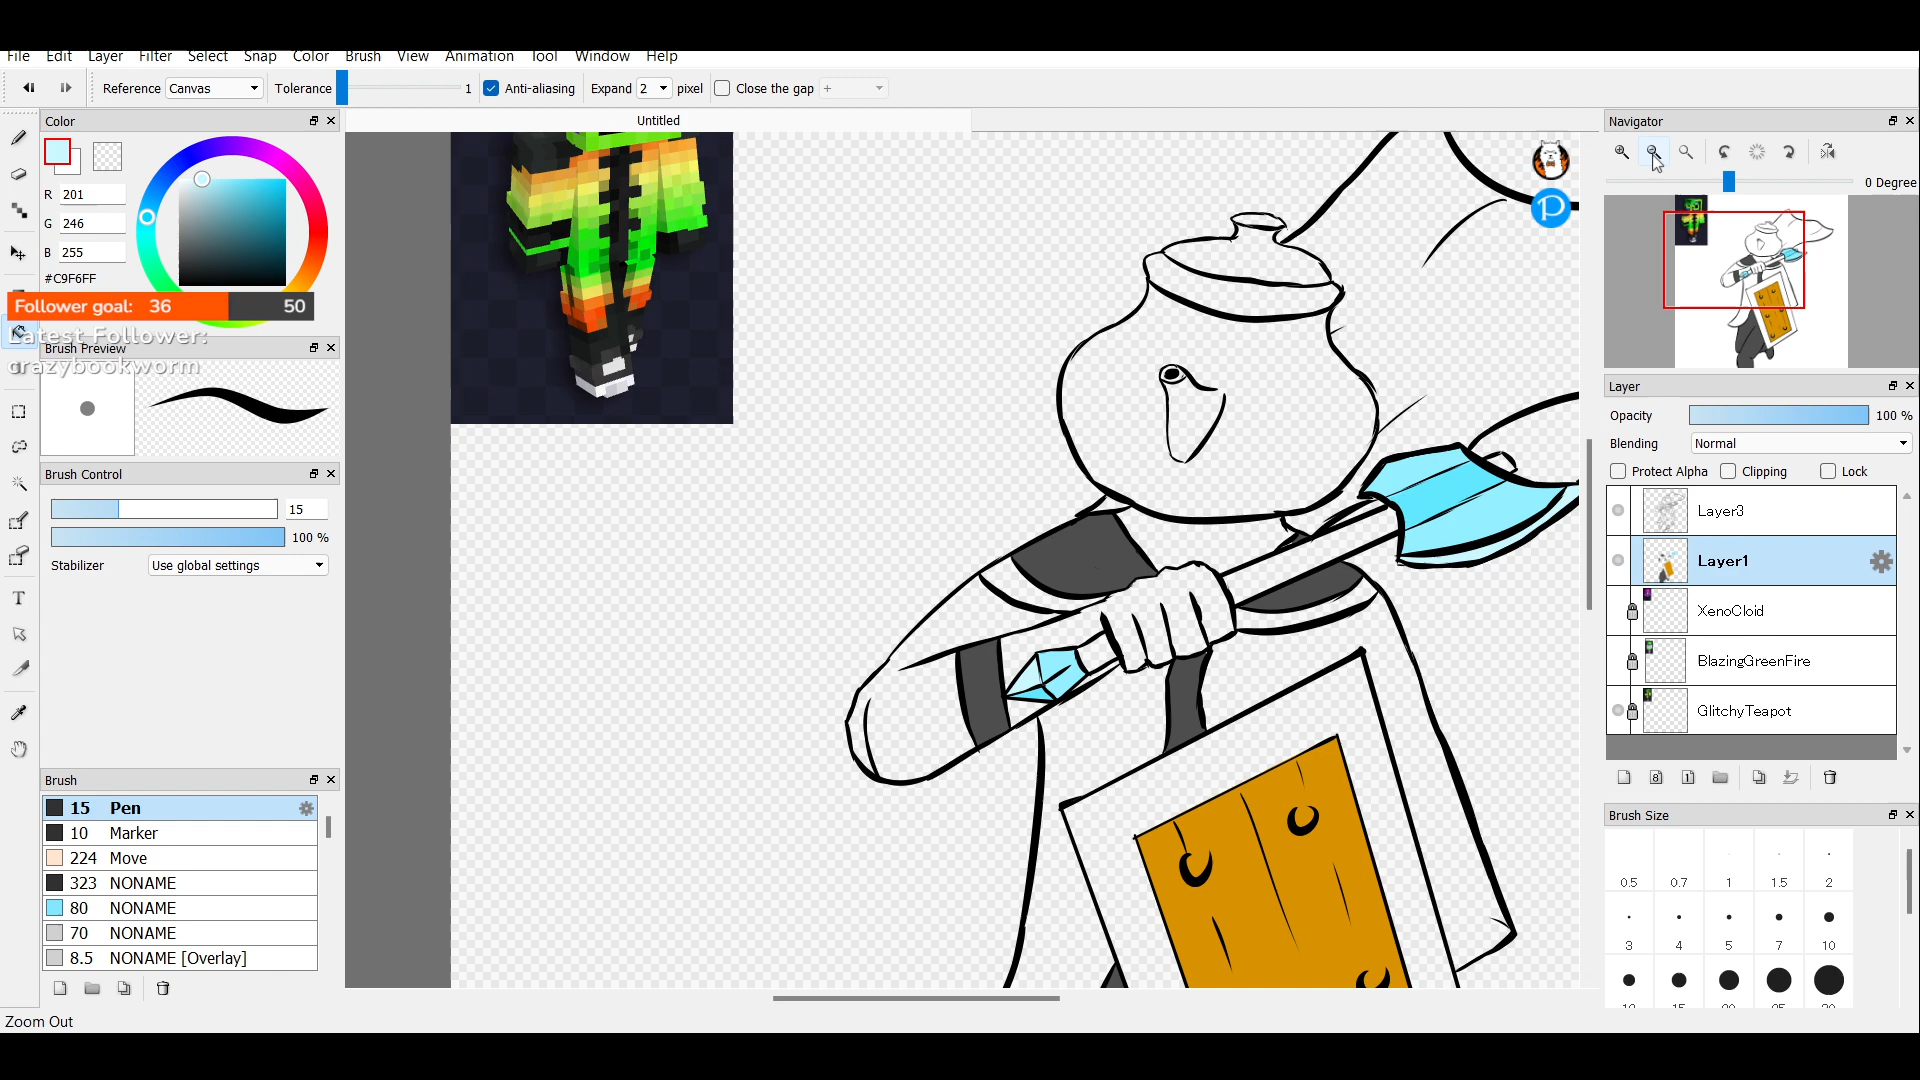 File Edit Layer Filter Select Snap Color Brush View Animation Tool Window Help
Reference Canvas Tolerance 1 Anti-aliasing Expand 2 pixel Close the gap +
Color
Untitled
Navigator
R 201
G 246
B 255
#C9F6FF
0 Degree
Follower goal: 36 50
Latest Follower:
crazybookworm
Brush Preview
Brush Control
15
100 %
Stabilizer Use global settings
Brush
15 Pen
10 Marker
224 Move
323 NONAME
80 NONAME
70 NONAME
8.5 NONAME [Overlay]
Layer
Opacity 100 %
Blending Normal
Protect Alpha Clipping Lock
Layer3
Layer1
XenoCloid
BlazingGreenFire
GlitchyTeapot
Brush Size
0.5 0.7 1 1.5 2
3 4 5 7 10
Zoom Out